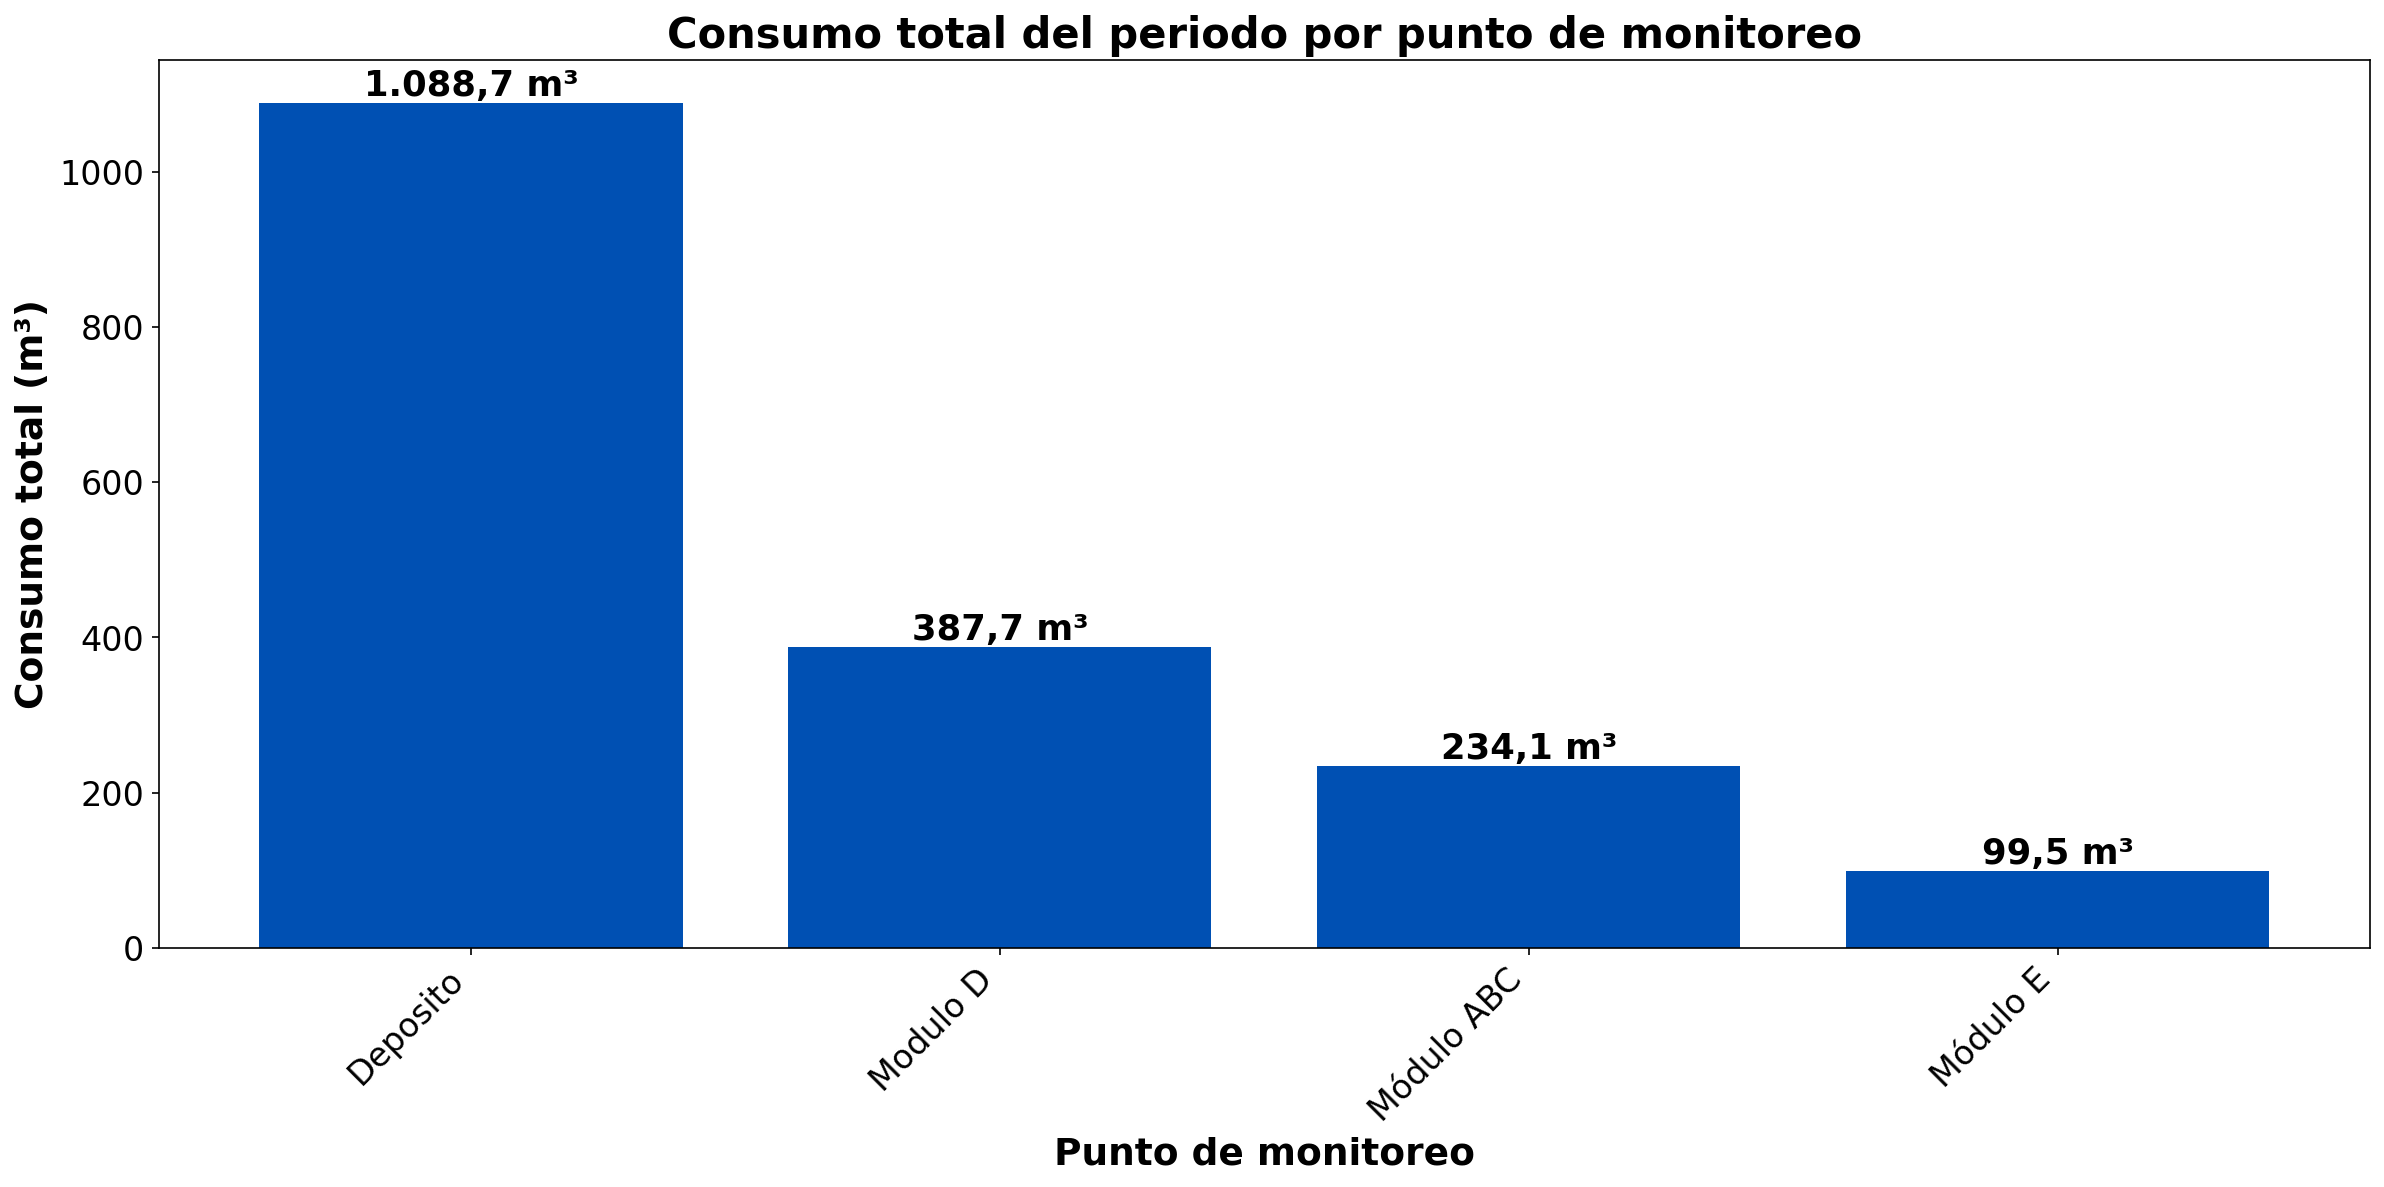 Consumo total del periodo por punto de monitoreo
1.088,7 m³
387,7 m³
234,1 m³
99,5 m³
Consumo total (m³)
1000
800
600
400
200
0
Deposito
Modulo D
Módulo ABC
Módulo E
Punto de monitoreo